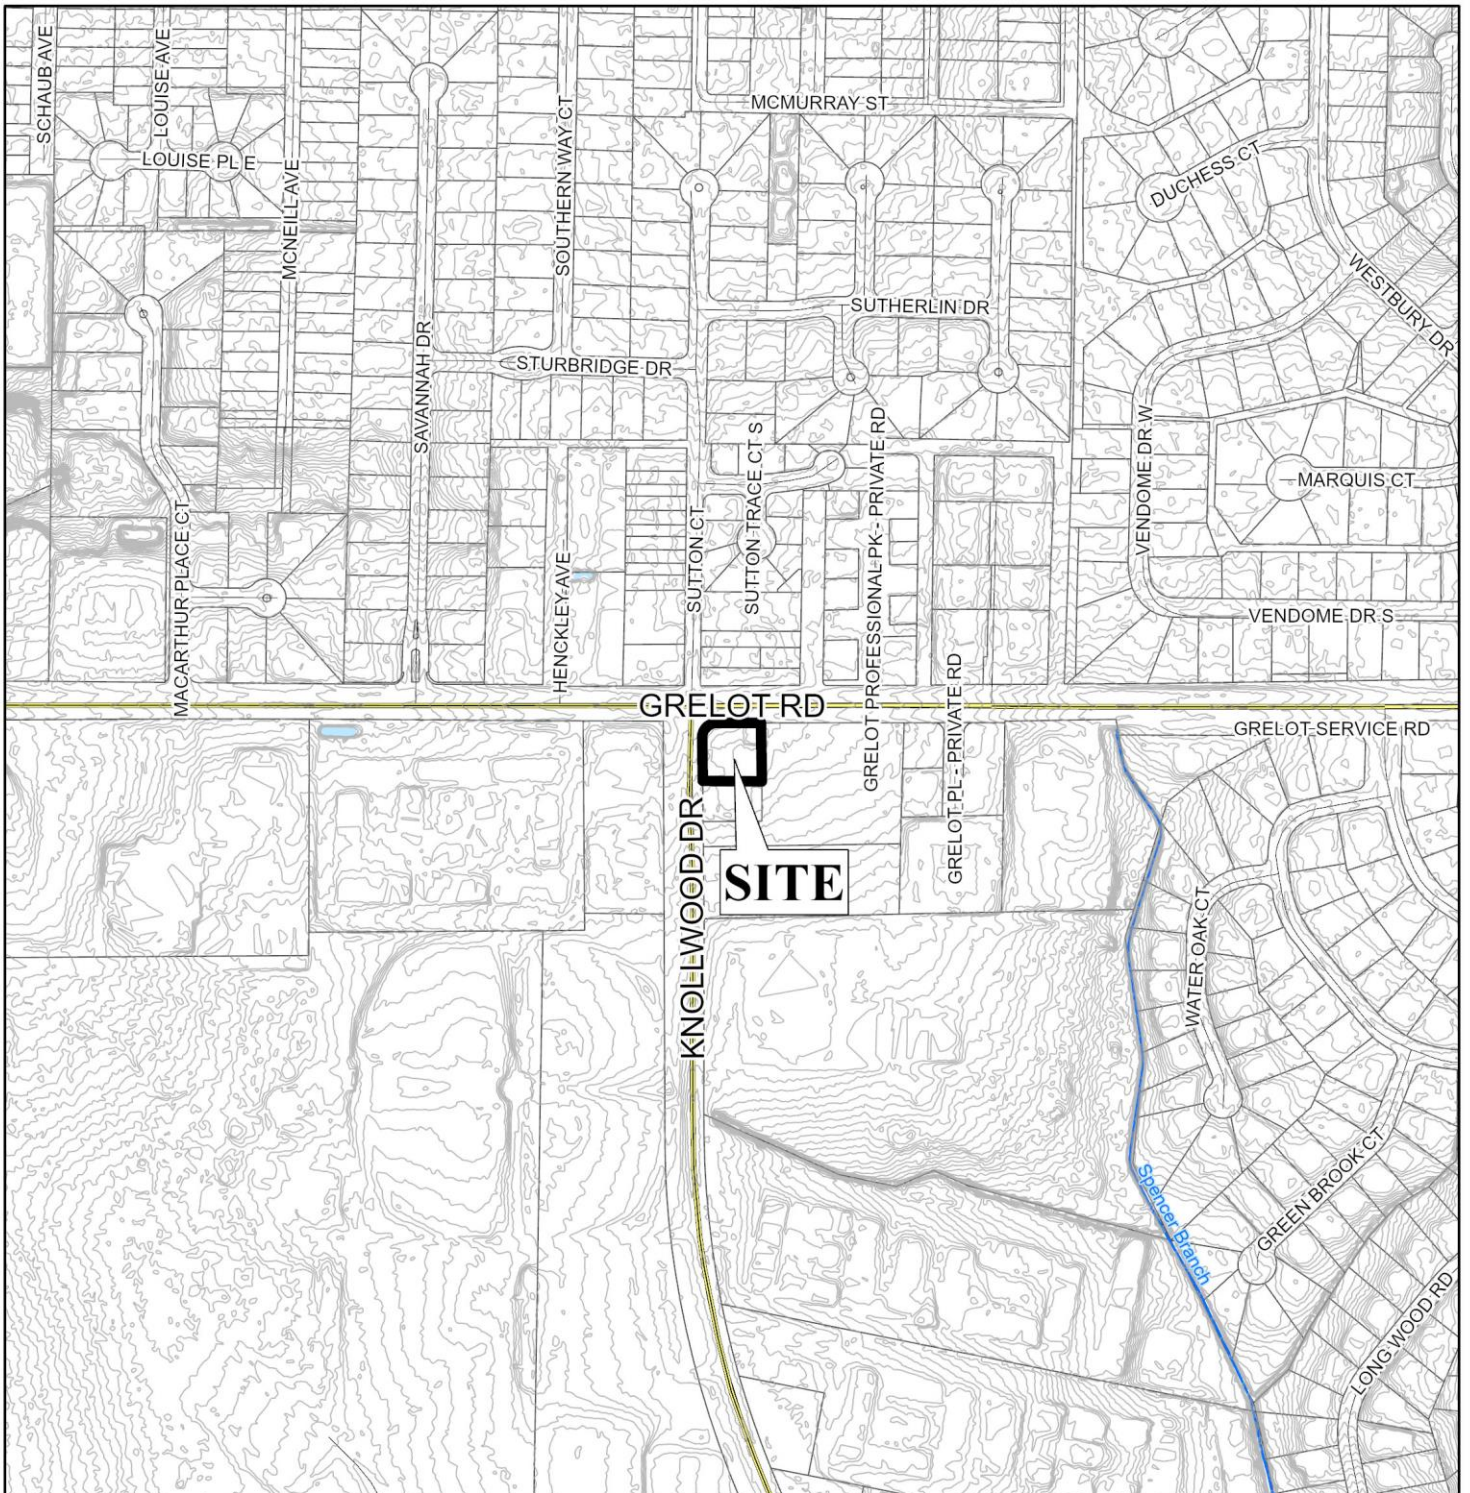 SCHAUB AVE
LOUISE AVE
LOUISE PL E
MCNEILL AVE
SOUTHERN WAY CT
MCMURRAY ST
DUCHESS CT
WESTBURY DR
SUTHERLIN DR
SAVANNAH DR
STURBRIDGE DR
SUTTON TRACE CT S
GRELOT PROFESSIONAL PK - PRIVATE RD
VENDOME DR W
MARQUIS CT
MACARTHUR PLACE CT
HENCKLEY AVE
SUTTON CT
VENDOME DR S
GRELOT RD
GRELOT PL - PRIVATE RD
GRELOT SERVICE RD
KNOLLWOOD DR
SITE
WATER OAK CT
Spencer Branch
GREEN BROOK CT
LONG WOOD RD